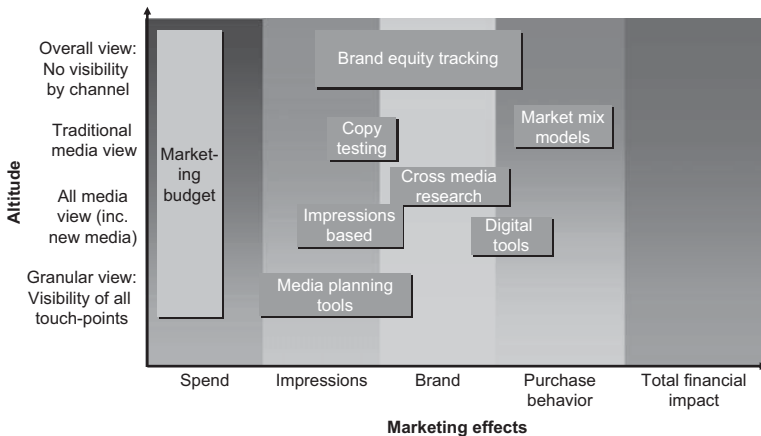 Overall view:
No visibility
by channel
Traditional
media view
All media
view (inc.
new media)
Granular view:
Visibility of all
touch-points
Altitude
Market-
ing
budget
Brand equity tracking
Copy
testing
Market mix
models
Cross media
research
Impressions
based
Digital
tools
Media planning
tools
Spend
Impressions
Brand
Purchase
behavior
Total financial
impact
Marketing effects